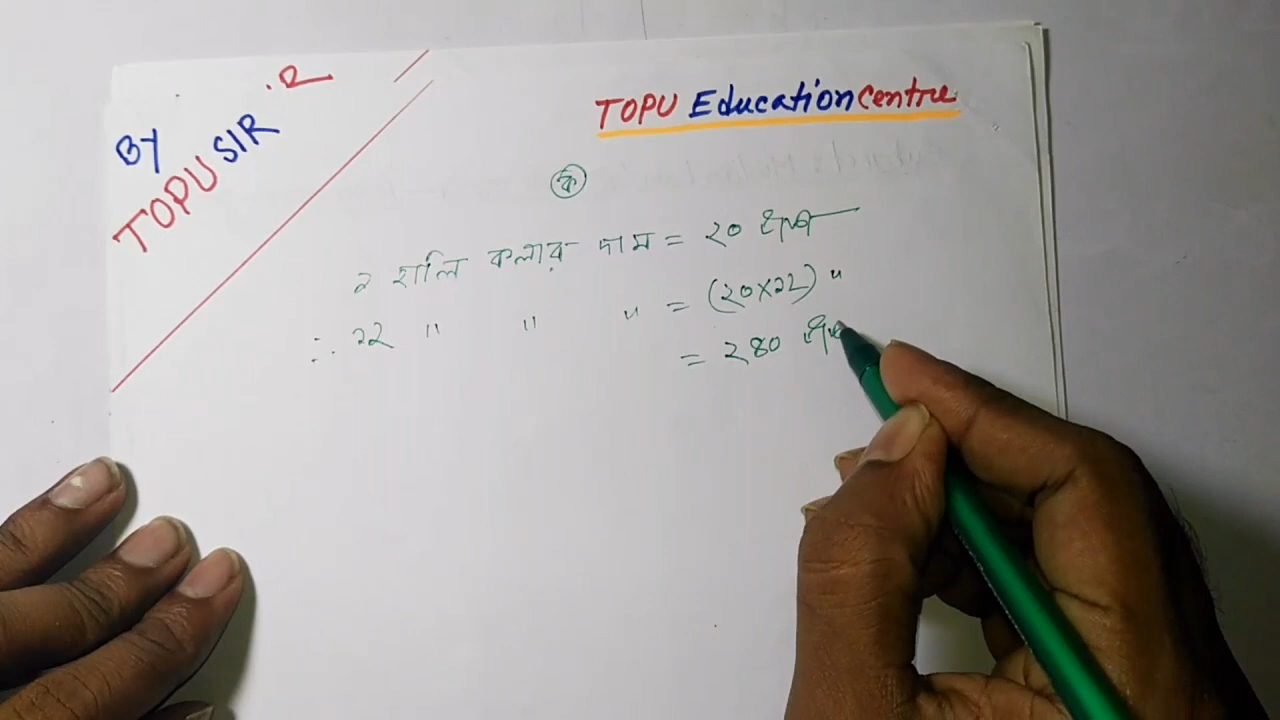 BY
TOPU SIR
TOPU Education Centre
ক
১ হালি কলার দাম = ২০ টাকা
∴ ১২ " " " = (২০×১২) "
= ২৪০